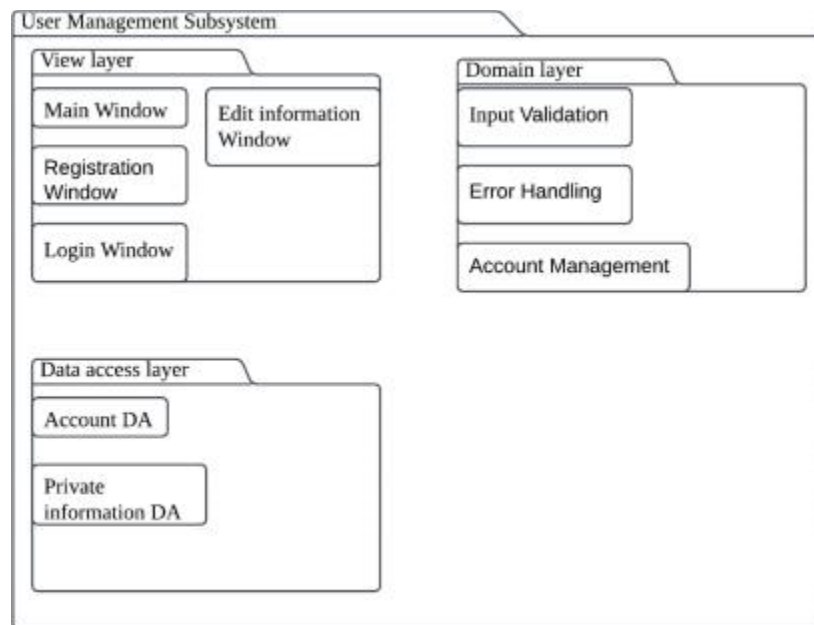 User Management Subsystem
View layer
Main Window
Edit information
Window
Registration
Window
Login Window
Domain layer
Input Validation
Error Handling
Account Management
Data access layer
Account DA
Private
information DA